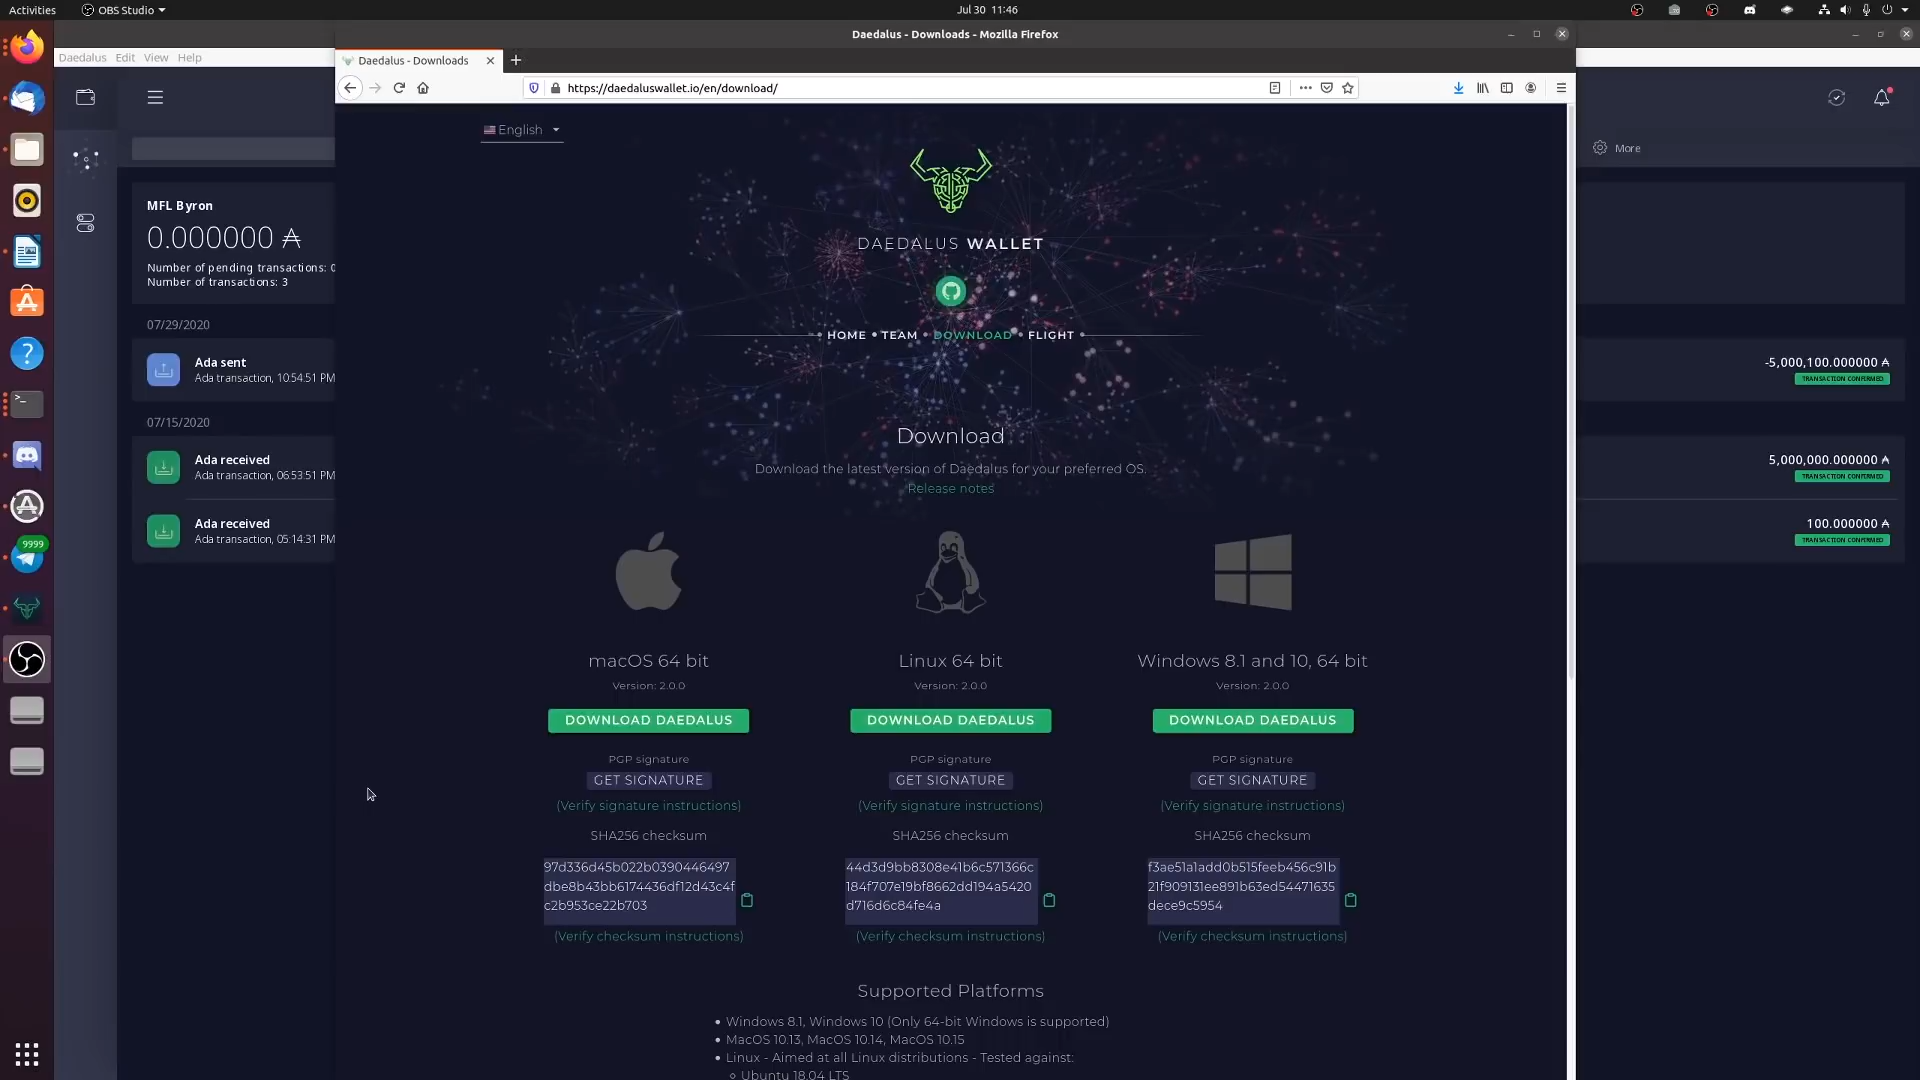 Activities
OBS Studio
Jul 30 11:46
Daedalus - Downloads - Mozilla Firefox
Daedalus Edit View Help
Daedalus - Downloads
https://daedaluswallet.io/en/download/
English
More
DAEDALUS WALLET
MFL Byron
0.000000 ₳
Number of pending transactions: 0
Number of transactions: 3
HOME • TEAM • DOWNLOAD • FLIGHT
07/29/2020
Ada sent
Ada transaction, 10:54:51 PM
-5,000,100.000000 ₳
TRANSACTION CONFIRMED
07/15/2020
Ada received
Ada transaction, 06:53:51 PM
5,000,000.000000 ₳
TRANSACTION CONFIRMED
Ada received
Ada transaction, 05:14:31 PM
100.000000 ₳
TRANSACTION CONFIRMED
9999
Download
Download the latest version of Daedalus for your preferred OS.
Release notes
macOS 64 bit
Version: 2.0.0
DOWNLOAD DAEDALUS
PGP signature
GET SIGNATURE
(Verify signature instructions)
SHA256 checksum
97d336d45b022b0390446497
dbe8b43bb6174436df12d43c4f
c2b953ce22b703
(Verify checksum instructions)
Linux 64 bit
Version: 2.0.0
DOWNLOAD DAEDALUS
PGP signature
GET SIGNATURE
(Verify signature instructions)
SHA256 checksum
44d3d9bb8308e41b6c571366c
184f707e19bf8662dd194a5420
d716d6c84fe4a
(Verify checksum instructions)
Windows 8.1 and 10, 64 bit
Version: 2.0.0
DOWNLOAD DAEDALUS
PGP signature
GET SIGNATURE
(Verify signature instructions)
SHA256 checksum
f3ae51a1add0b515feeb456c91b
21f909131ee891b63ed54471635
dece9c5954
(Verify checksum instructions)
Supported Platforms
• Windows 8.1, Windows 10 (Only 64-bit Windows is supported)
• MacOS 10.13, MacOS 10.14, MacOS 10.15
• Linux - Aimed at all Linux distributions - Tested against:
Ubuntu 18.04 LTS